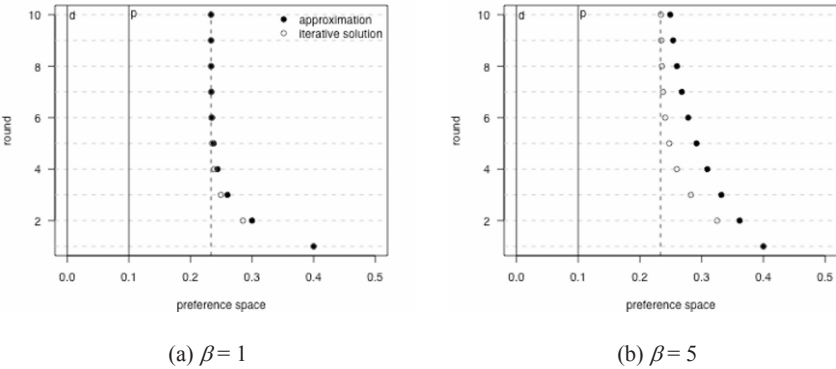 10
8
6
4
2
round
d
p
approximation
iterative solution
0.0 0.1 0.2 0.3 0.4 0.5
preference space
(a) β = 1
10
8
6
4
2
round
d
p
0.0 0.1 0.2 0.3 0.4 0.5
preference space
(b) β = 5